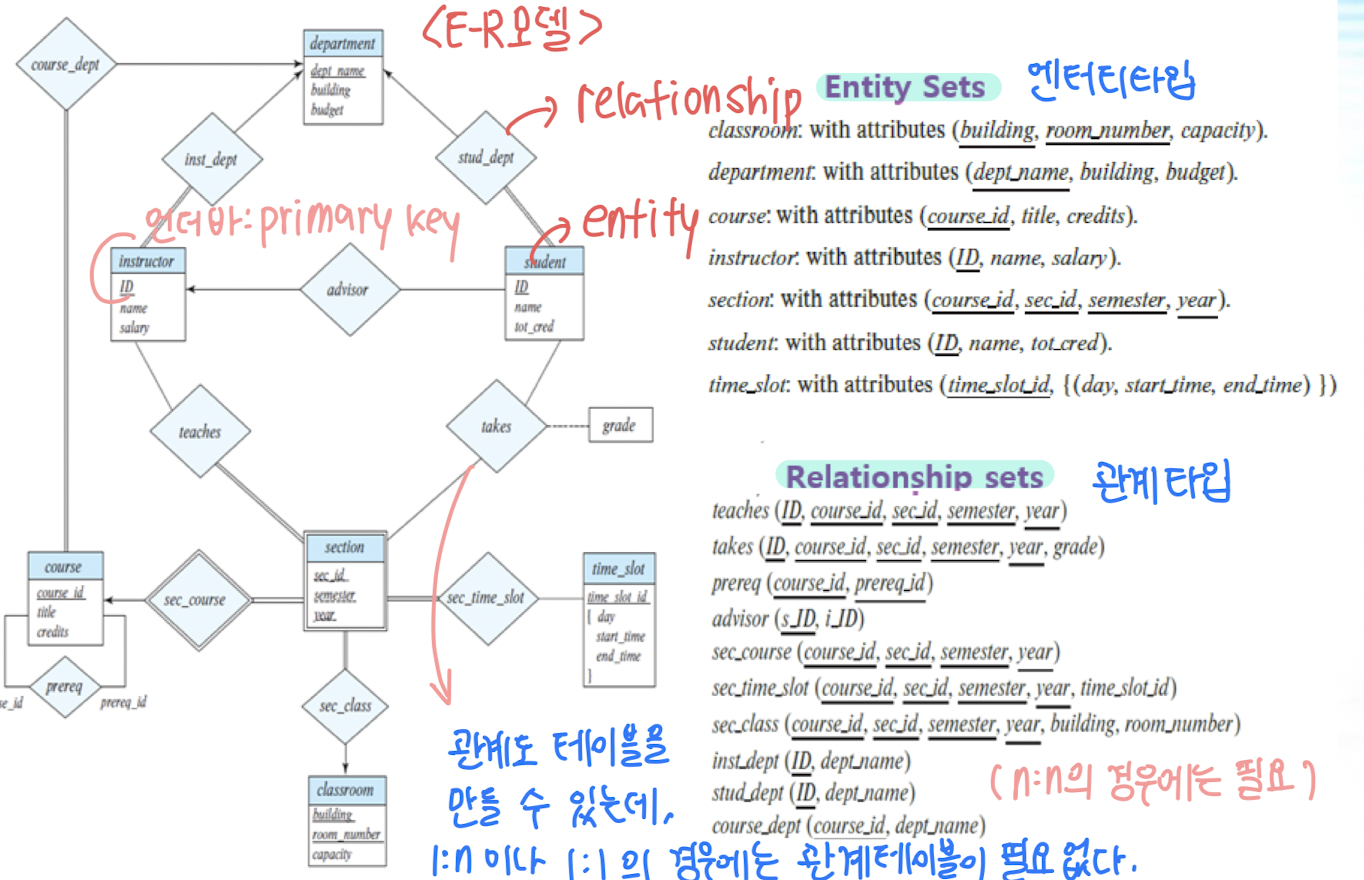 <E-R모델>
course_dept
department
dept_name
building
budget
relationship
inst_dept
stud_dept
언더바: primary key
entity
instructor
ID
name
salary
advisor
student
ID
name
tot_cred
teaches
takes
grade
course
course_id
title
credits
sec_course
section
sec_id
semester
year
sec_time_slot
time_slot
time_slot_id
{ day
start_time
end_time
}
prereq
prereq_id
sec_class
classroom
building
room_number
capacity
관계도 테이블을
만들 수 있는데,
1:n 이나 1:1 의 경우에는 관계테이블이 필요 없다.
Entity Sets 엔터티타입
classroom: with attributes (building, room_number, capacity).
department: with attributes (dept_name, building, budget).
course: with attributes (course_id, title, credits).
instructor: with attributes (ID, name, salary).
section: with attributes (course_id, sec_id, semester, year).
student: with attributes (ID, name, tot_cred).
time_slot: with attributes (time_slot_id, {(day, start_time, end_time) })
Relationship sets 관계타입
teaches (ID, course_id, sec_id, semester, year)
takes (ID, course_id, sec_id, semester, year, grade)
prereq (course_id, prereq_id)
advisor (s_ID, i_ID)
sec_course (course_id, sec_id, semester, year)
sec_time_slot (course_id, sec_id, semester, year, time_slot_id)
sec_class (course_id, sec_id, semester, year, building, room_number)
inst_dept (ID, dept_name)
stud_dept (ID, dept_name)
course_dept (course_id, dept_name)
(n:n의 경우에는 필요)